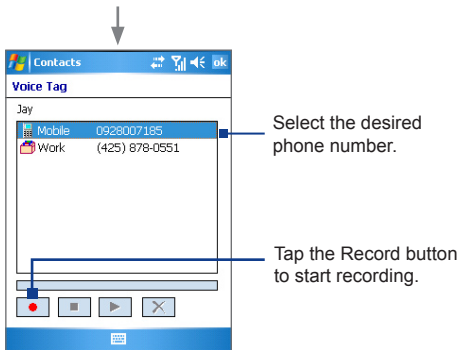 Contacts
ok
Voice Tag
Jay
Mobile 0928007185
Work (425) 878-0551
Select the desired
phone number.
Tap the Record button
to start recording.